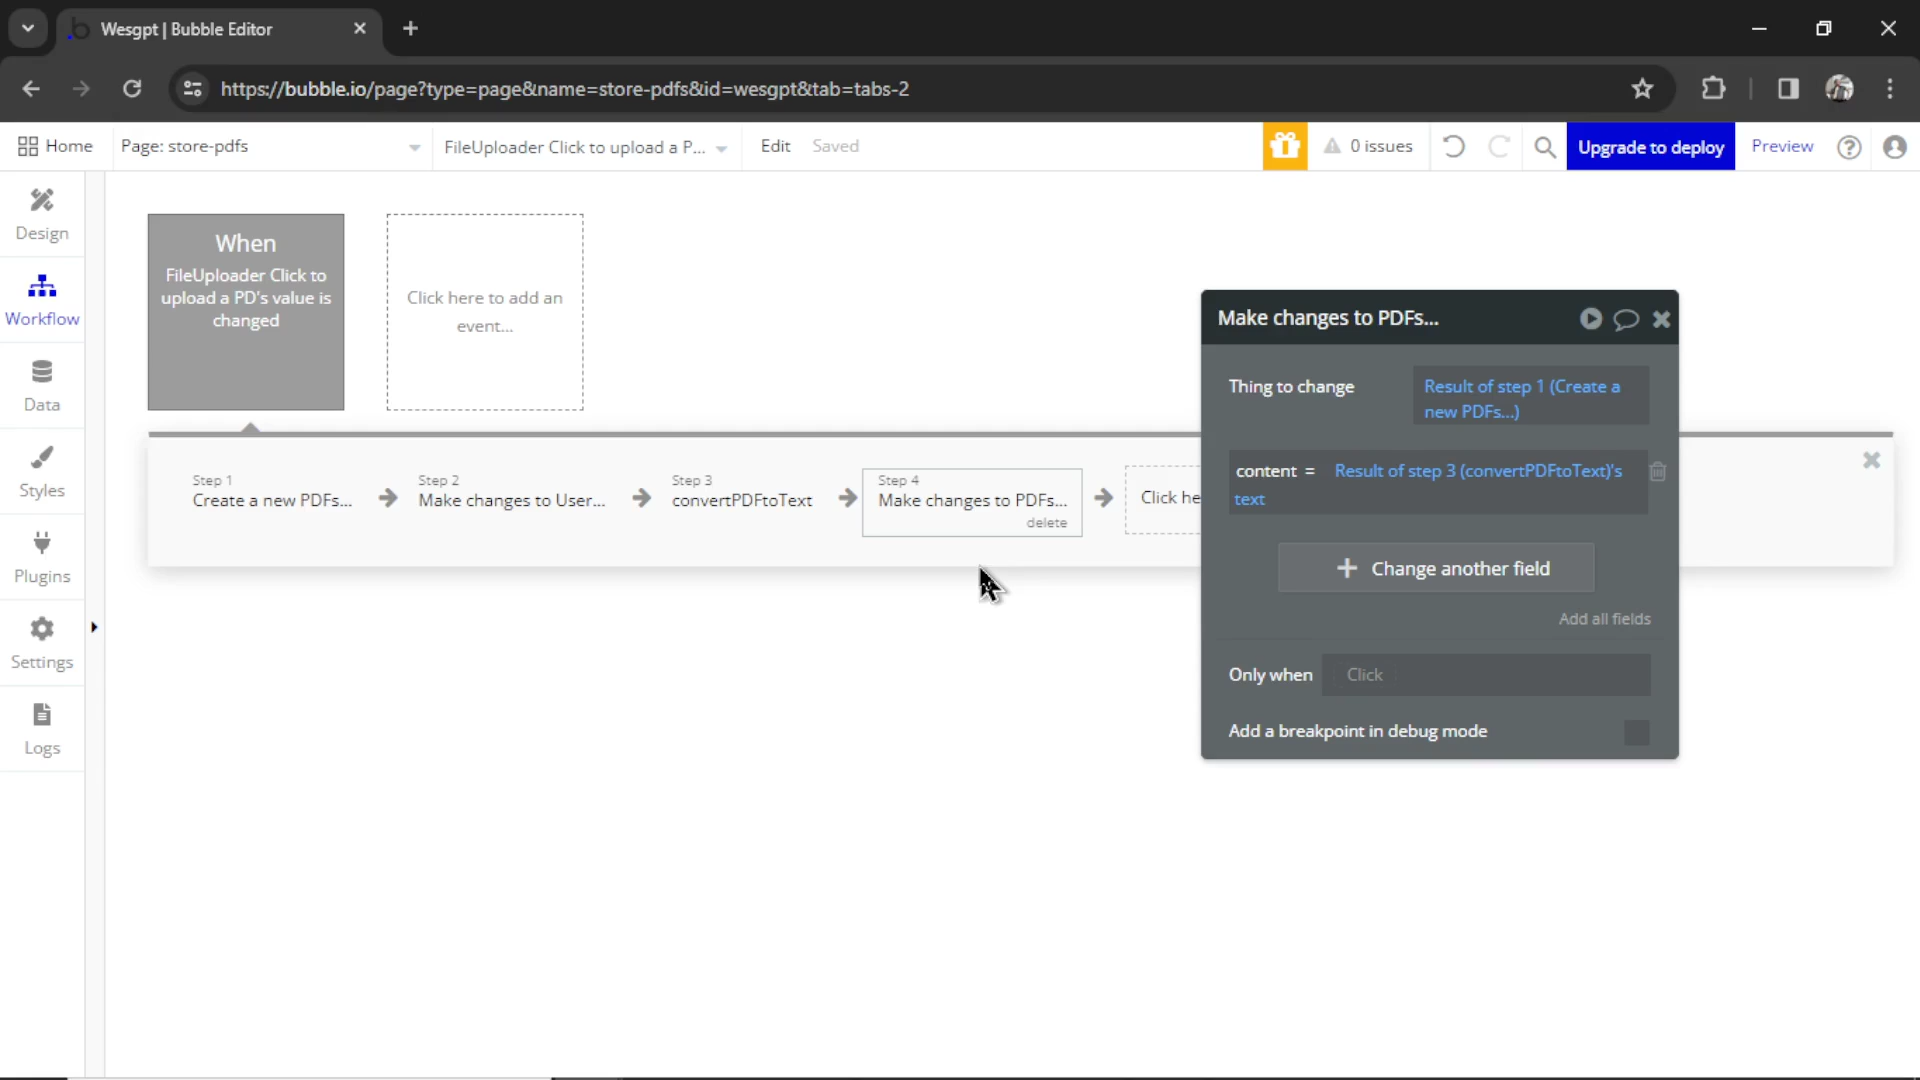 Wesgpt | Bubble Editor
https://bubble.io/page?type=page&name=store-pdfs&id=wesgpt&tab=tabs-2
Home
Page: store-pdfs
FileUploader Click to upload a P...
Edit
Saved
0 issues
Upgrade to deploy
Preview
Design
Workflow
Data
Styles
Plugins
Settings
Logs
When
FileUploader Click to
upload a PD's value is
changed
Click here to add an
event...
Step 1
Create a new PDFs...
Step 2
Make changes to User...
Step 3
convertPDFtoText
Step 4
Make changes to PDFs...
delete
Click he
Make changes to PDFs...
Thing to change
Result of step 1 (Create a
new PDFs...)
content = Result of step 3 (convertPDFtoText)'s
text
Change another field
Add all fields
Only when
Click
Add a breakpoint in debug mode